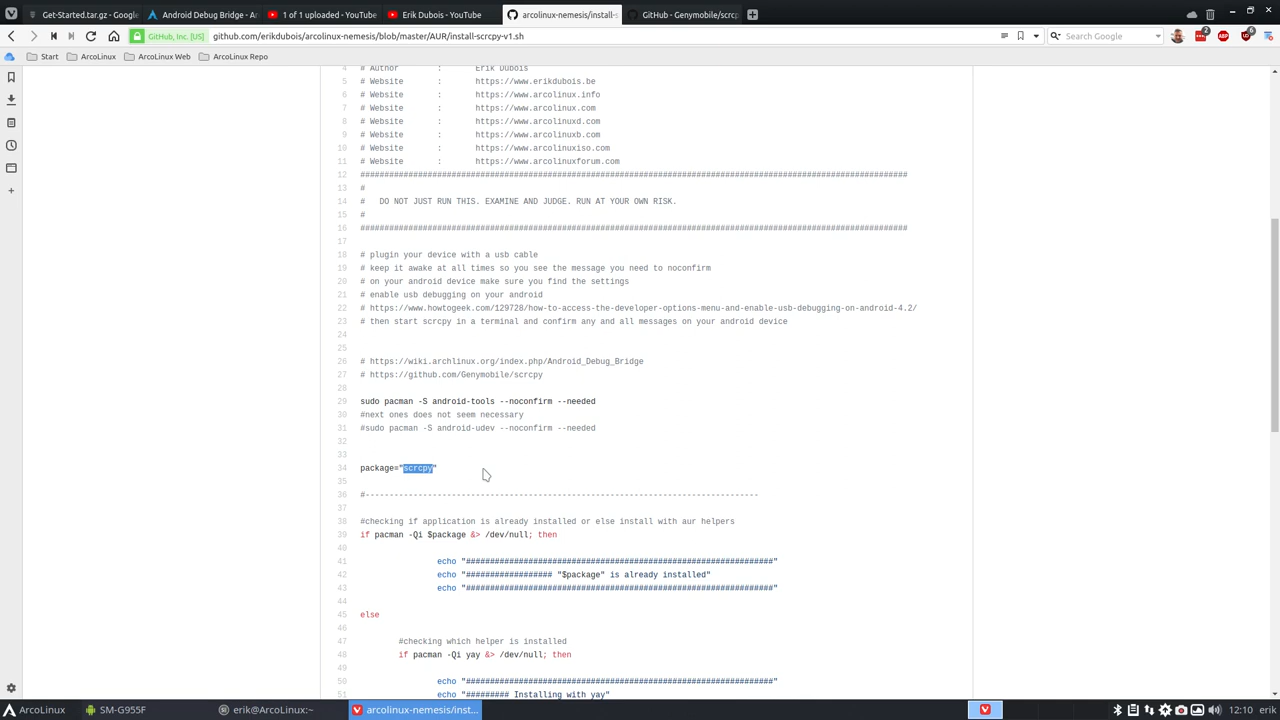 Get-Started.tar.gz - Google
Android Debug Bridge - Ar
1 of 1 uploaded - YouTube
Erik Dubois - YouTube
arcolinux-nemesis/install-s
GitHub - Genymobile/scrcp
GitHub, Inc. [US]
github.com/erikdubois/arcolinux-nemesis/blob/master/AUR/install-scrcpy-v1.sh
Search Google
2
6
Start
ArcoLinux
ArcoLinux Web
ArcoLinux Repo
4 # Author : Erik Dubois
5 # Website : https://www.erikdubois.be
6 # Website : https://www.arcolinux.info
7 # Website : https://www.arcolinux.com
8 # Website : https://www.arcolinuxd.com
9 # Website : https://www.arcolinuxb.com
10 # Website : https://www.arcolinuxiso.com
11 # Website : https://www.arcolinuxforum.com
12 ##################################################################################################################
13 #
14 # DO NOT JUST RUN THIS. EXAMINE AND JUDGE. RUN AT YOUR OWN RISK.
15 #
16 ##################################################################################################################
17
18 # plugin your device with a usb cable
19 # keep it awake at all times so you see the message you need to noconfirm
20 # on your android device make sure you find the settings
21 # enable usb debugging on your android
22 # https://www.howtogeek.com/129728/how-to-access-the-developer-options-menu-and-enable-usb-debugging-on-android-4.2/
23 # then start scrcpy in a terminal and confirm any and all messages on your android device
24
25
26 # https://wiki.archlinux.org/index.php/Android_Debug_Bridge
27 # https://github.com/Genymobile/scrcpy
28
29 sudo pacman -S android-tools --noconfirm --needed
30 #next ones does not seem necessary
31 #sudo pacman -S android-udev --noconfirm --needed
32
33
34 package="scrcpy"
35
36 #-----------------------------------------------------------------------------------
37
38 #checking if application is already installed or else install with aur helpers
39 if pacman -Qi $package &> /dev/null; then
40
41 echo "################################################################"
42 echo "################## "$package" is already installed"
43 echo "################################################################"
44
45 else
46
47 #checking which helper is installed
48 if pacman -Qi yay &> /dev/null; then
49
50 echo "################################################################"
51 echo "######### Installing with yay"
ArcoLinux
SM-G955F
erik@ArcoLinux:~
arcolinux-nemesis/inst...
12:10
erik